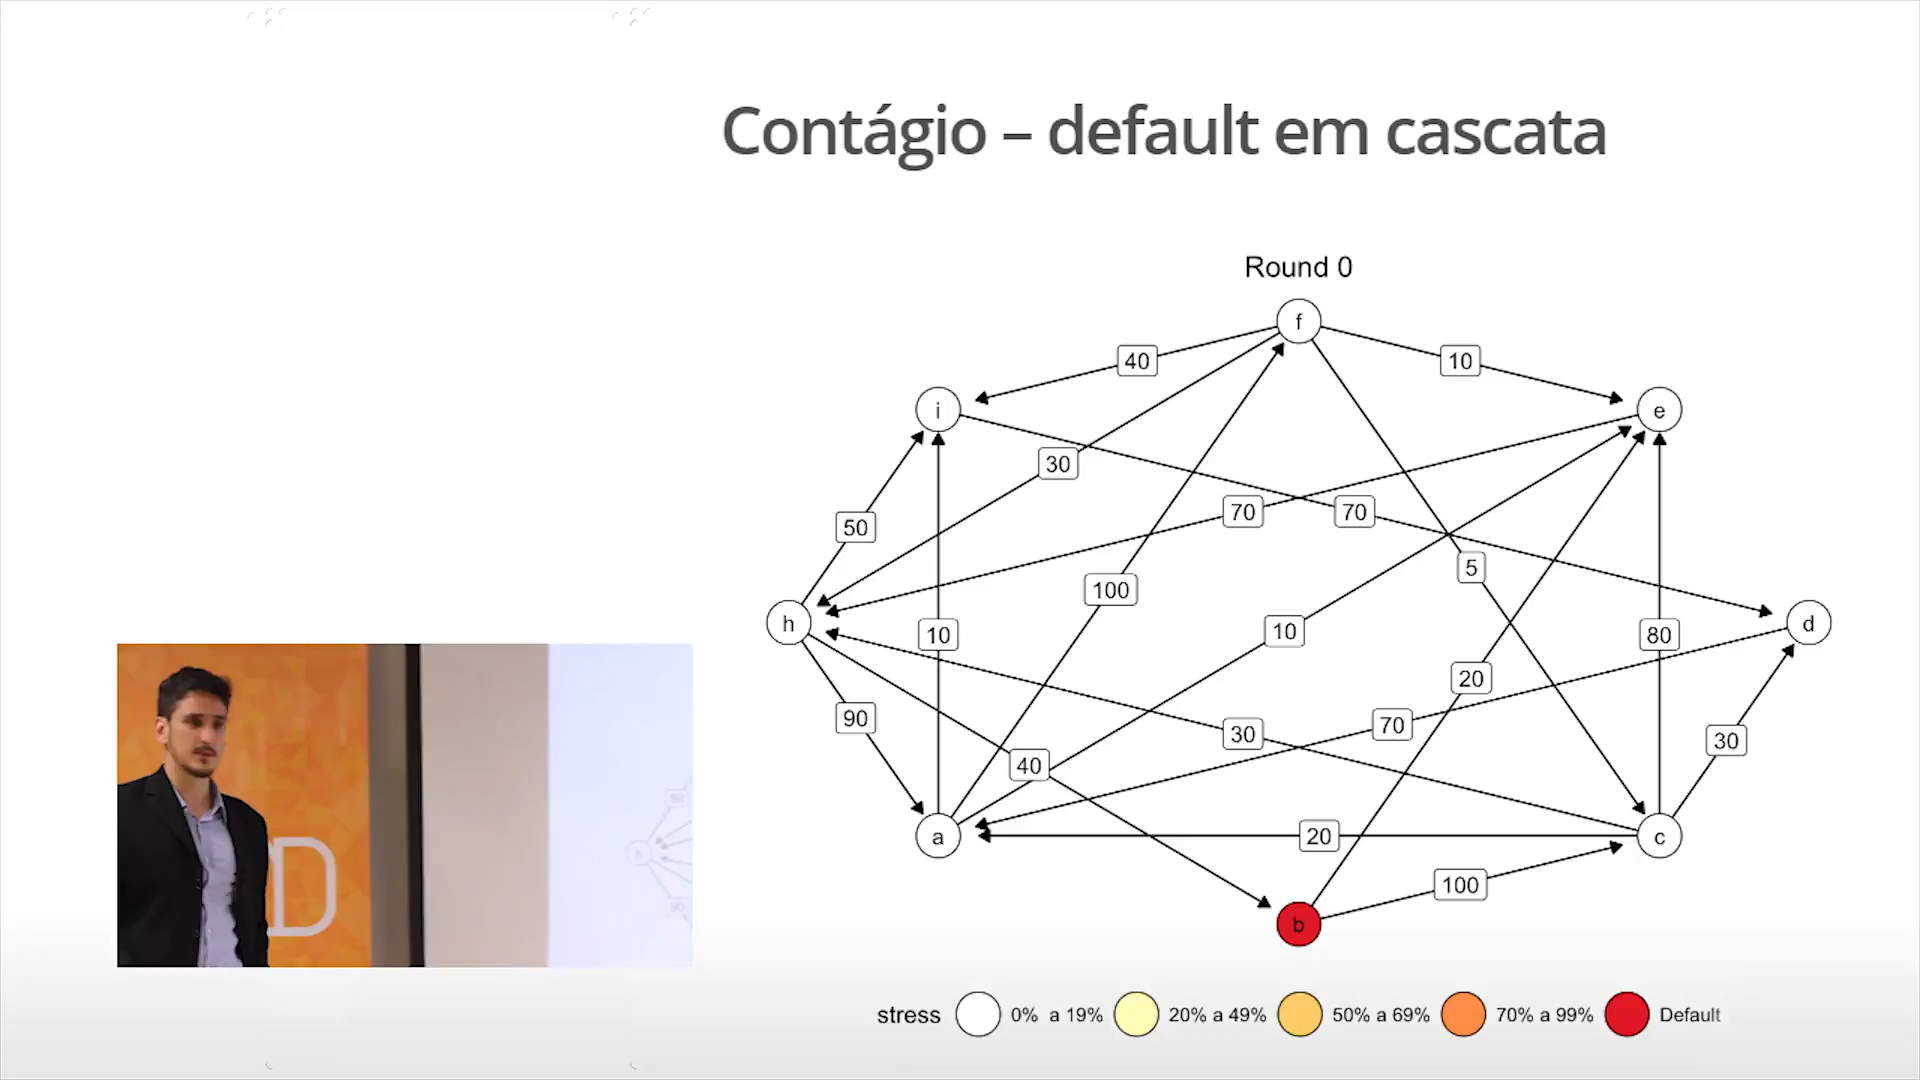 Contágio – default em cascata
Round 0
f
40
10
i
e
30
50
70
70
5
100
h
d
10
10
80
20
90
70
30
30
40
a
20
c
100
b
D
stress 0% a 19% 20% a 49% 50% a 69% 70% a 99% Default